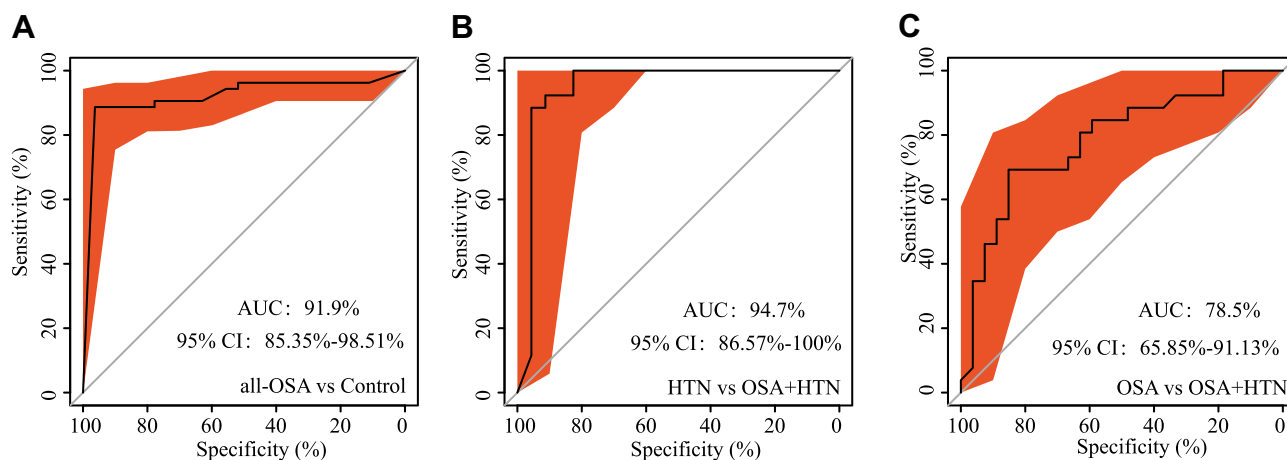 A
Sensitivity (%)
100
80
60
40
20
0
AUC: 91.9%
95% CI: 85.35%-98.51%
all-OSA vs Control
100 80 60 40 20 0
Specificity (%)
B
Sensitivity (%)
100
80
60
40
20
0
AUC: 94.7%
95% CI: 86.57%-100%
HTN vs OSA+HTN
100 80 60 40 20 0
Specificity (%)
C
Sensitivity (%)
100
80
60
40
20
0
AUC: 78.5%
95% CI: 65.85%-91.13%
OSA vs OSA+HTN
100 80 60 40 20 0
Specificity (%)